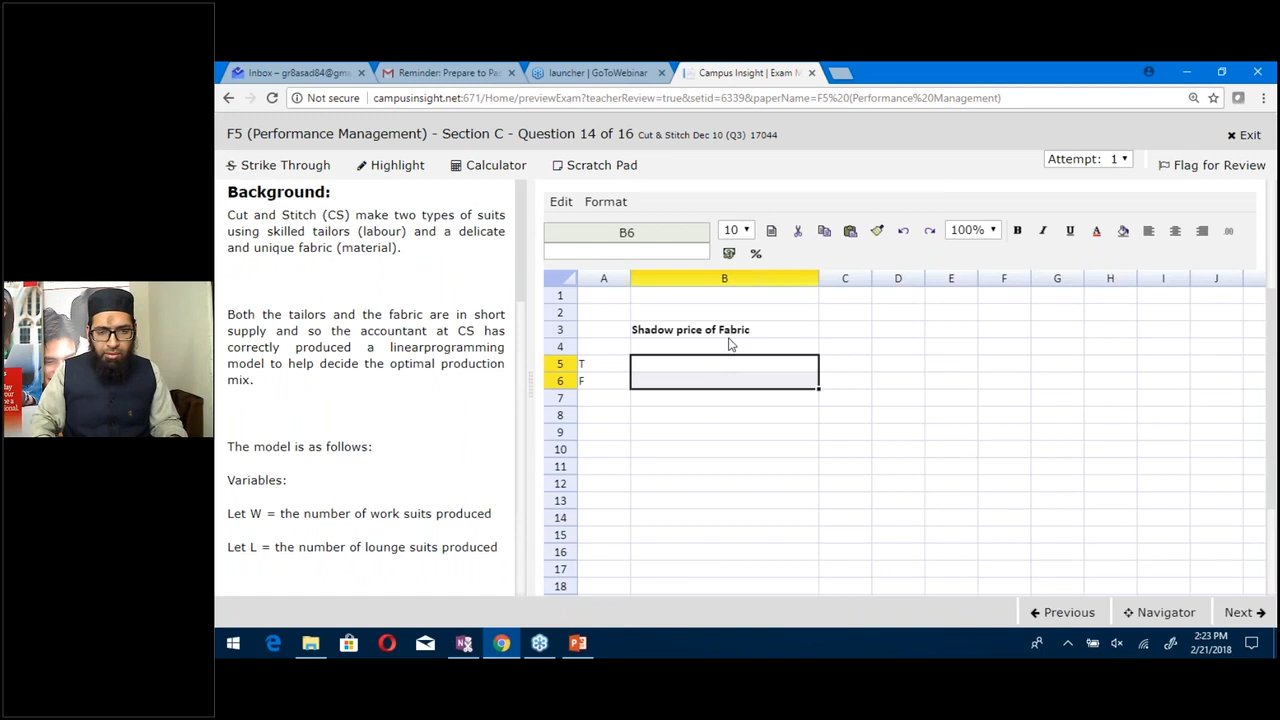 Inbox – gr8asad84@gm
Reminder: Prepare to Par
launcher | GoToWebinar
Campus Insight | Exam M
Not secure
campusinsight.net:671/Home/previewExam?teacherReview=true&setid=6339&paperName=F5%20(Performance%20Management)
F5 (Performance Management) - Section C - Question 14 of 16 Cut & Stitch Dec 10 (Q3) 17044
Exit
Strike Through
Highlight
Calculator
Scratch Pad
Attempt: 1
Flag for Review
Background:
Cut and Stitch (CS) make two types of suits
using skilled tailors (labour) and a delicate
and unique fabric (material).
Both the tailors and the fabric are in short
supply and so the accountant at CS has
correctly produced a linearprogramming
model to help decide the optimal production
mix.
The model is as follows:
Variables:
Let W = the number of work suits produced
Let L = the number of lounge suits produced
Edit Format
B6
10
100%
B I U A
.00
%
A B C D E F G H I J
1
2
3 Shadow price of Fabric
4
5 T
6 F
7
8
9
10
11
12
13
14
15
16
17
18
Previous
Navigator
Next
2:23 PM
2/21/2018